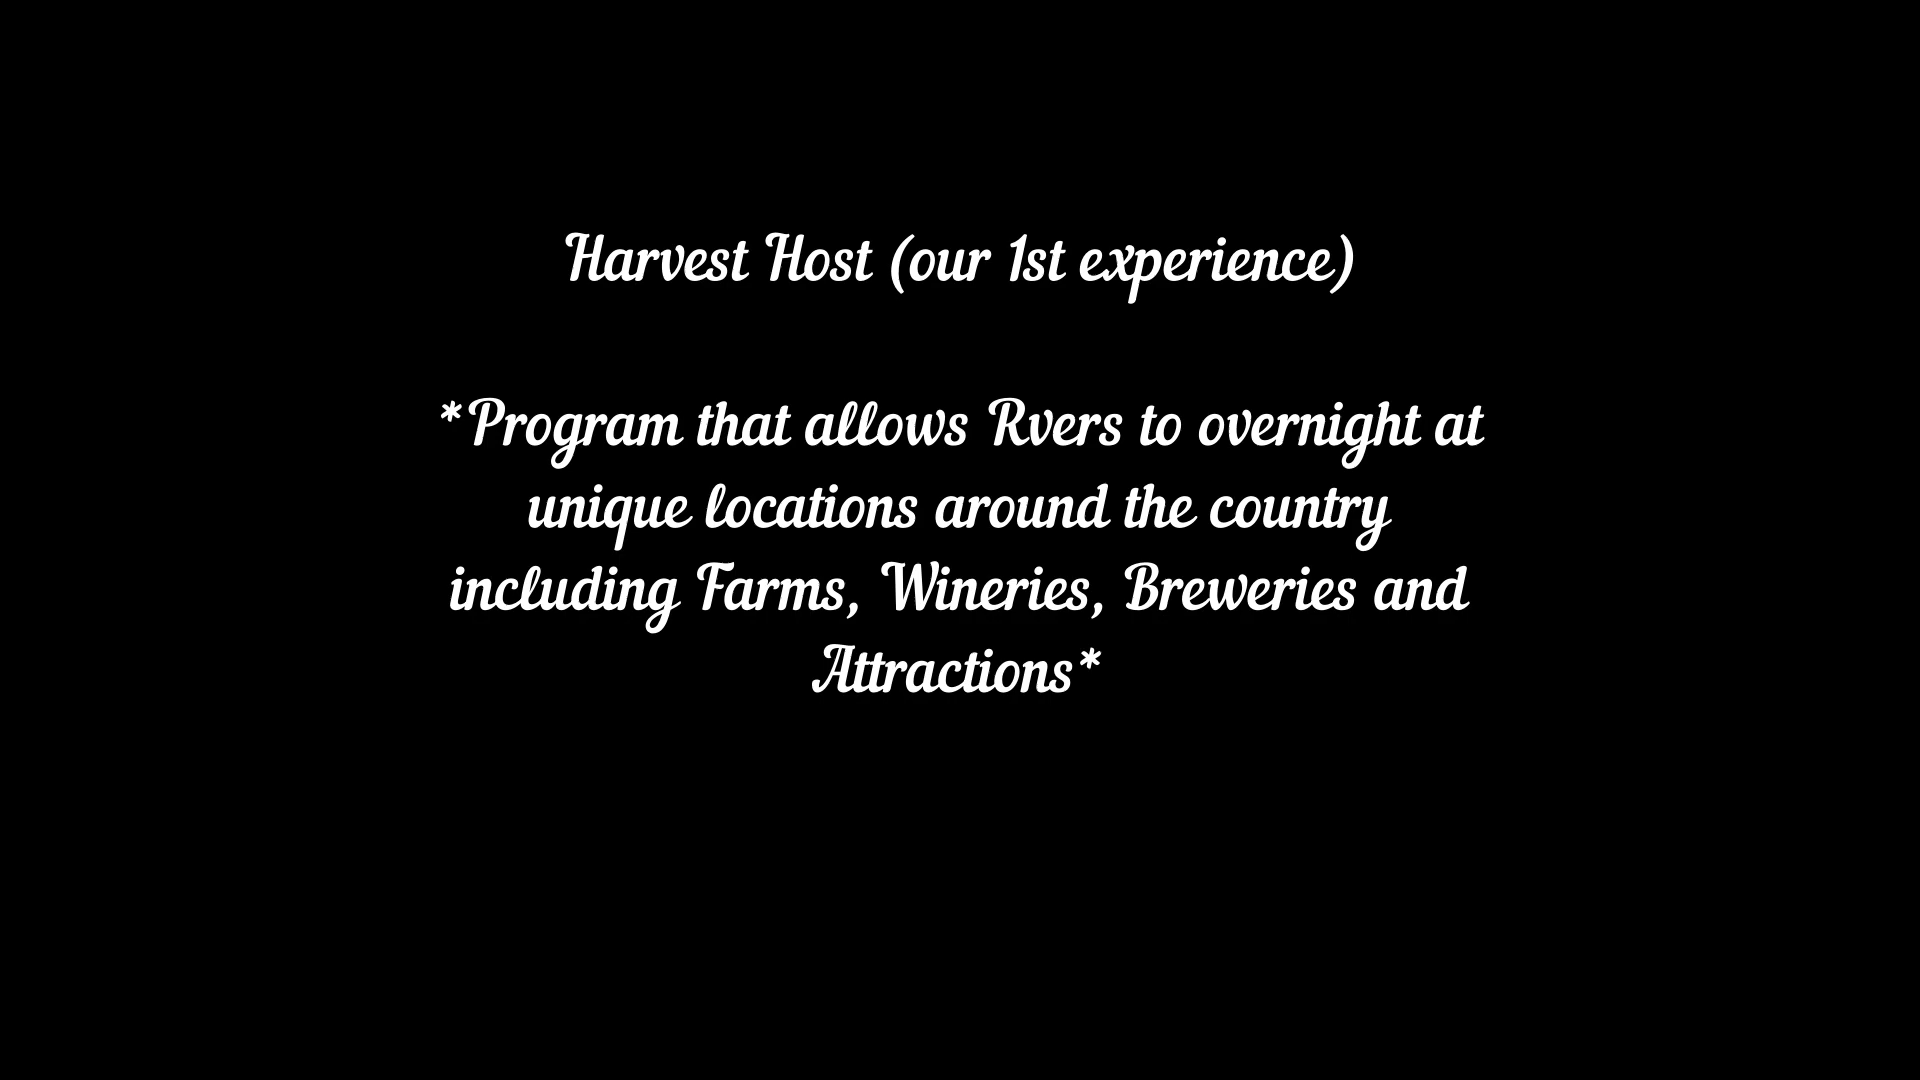 Harvest Host (our 1st experience)
*Program that allows Rvers to overnight at
unique locations around the country
including Farms, Wineries, Breweries and
Attractions*